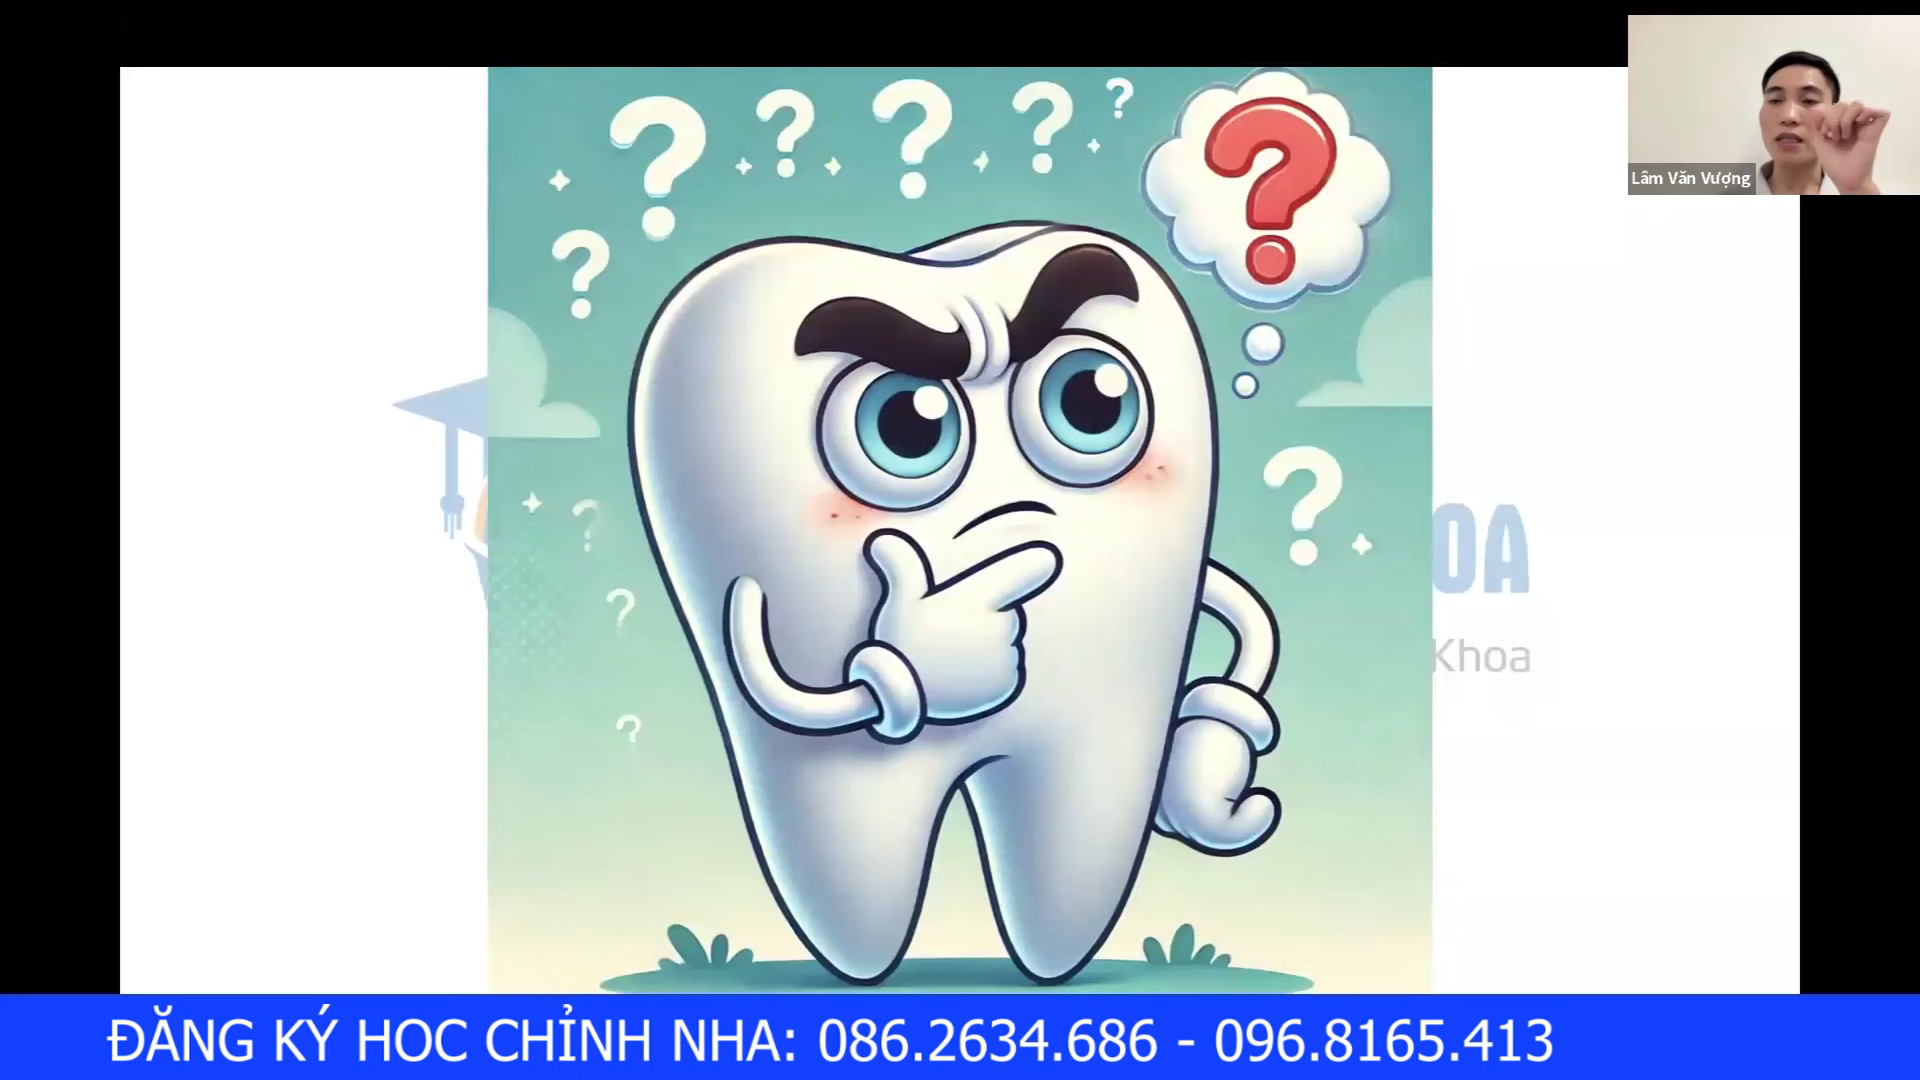 Lâm Văn Vượng
OA
Khoa
ĐĂNG KÝ HOC CHỈNH NHA: 086.2634.686 - 096.8165.413